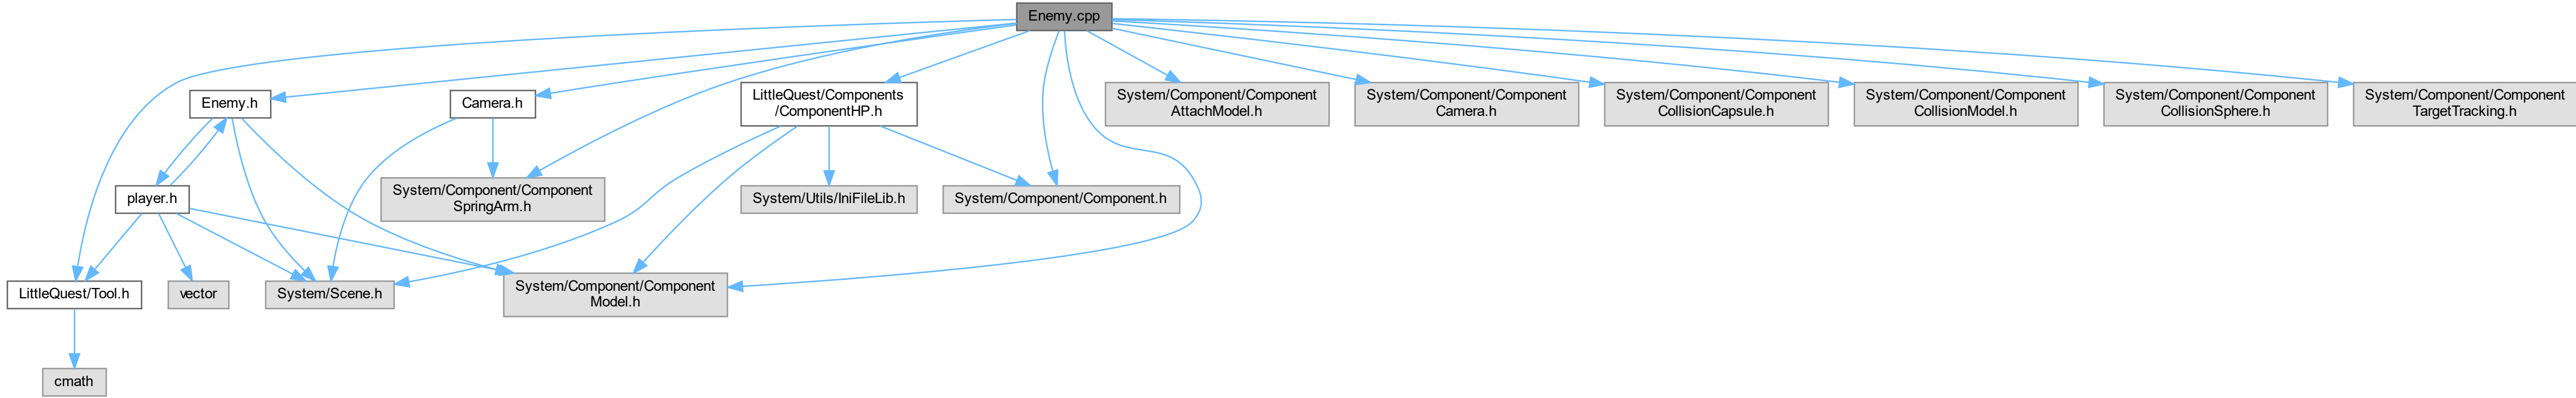 Enemy.cpp
Enemy.h
Camera.h
LittleQuest/Components
/ComponentHP.h
System/Component/Component
AttachModel.h
System/Component/Component
Camera.h
System/Component/Component
CollisionCapsule.h
System/Component/Component
CollisionModel.h
System/Component/Component
CollisionSphere.h
System/Component/Component
TargetTracking.h
player.h
System/Component/Component
SpringArm.h
System/Utils/IniFileLib.h
System/Component/Component.h
LittleQuest/Tool.h
vector
System/Scene.h
System/Component/Component
Model.h
cmath